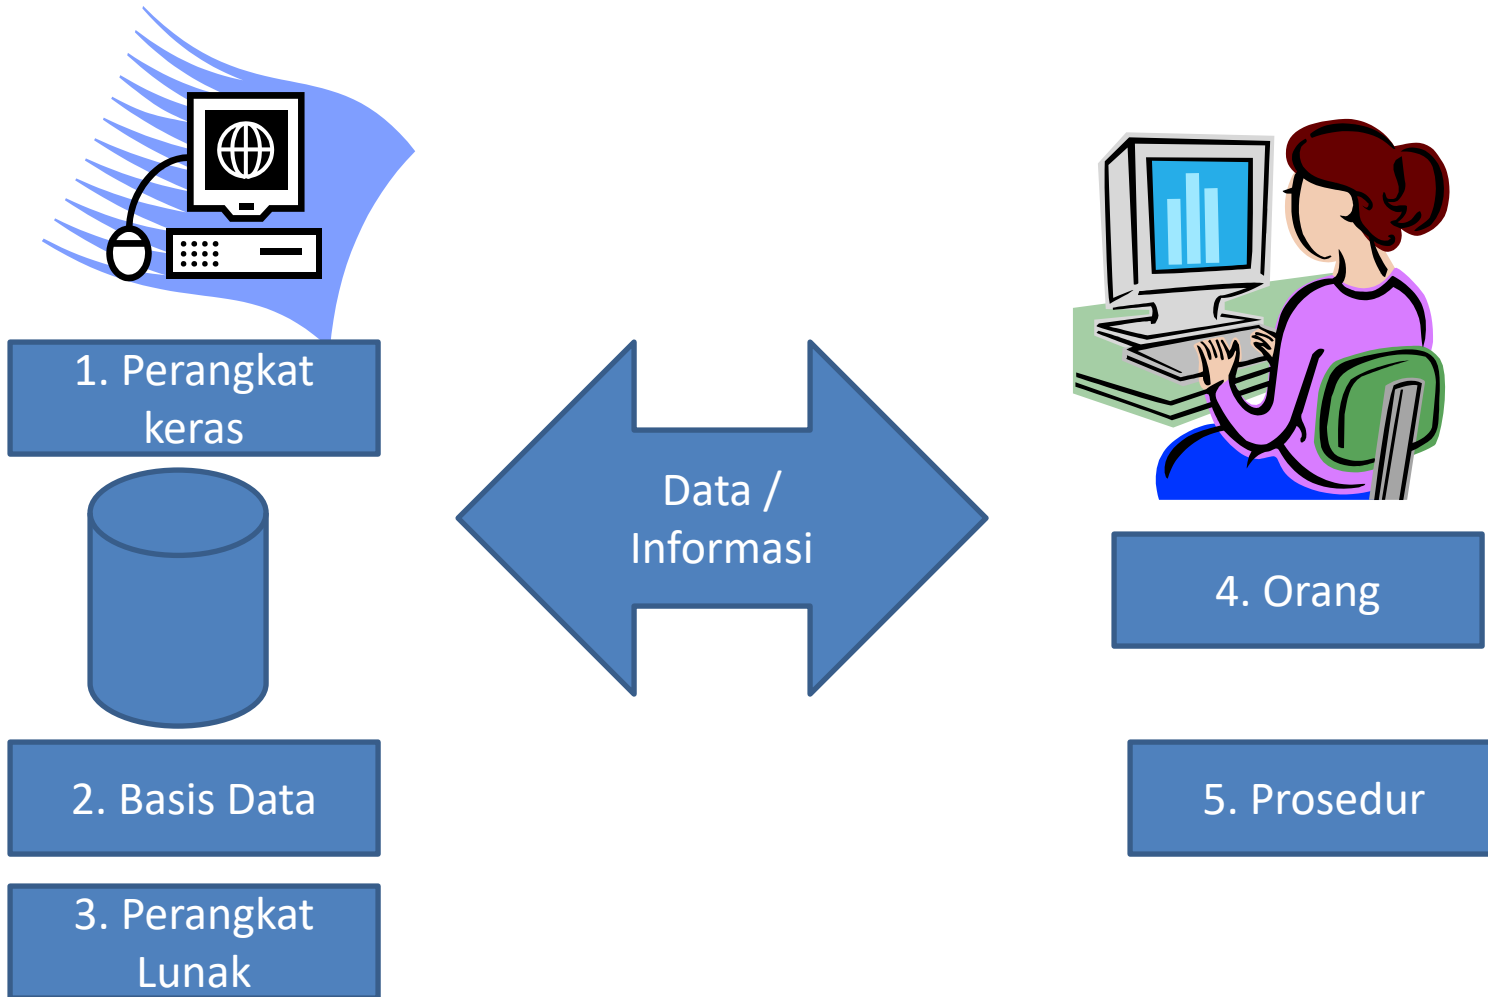 1. Perangkat
keras
Data /
Informasi
4. Orang
2. Basis Data
5. Prosedur
3. Perangkat
Lunak